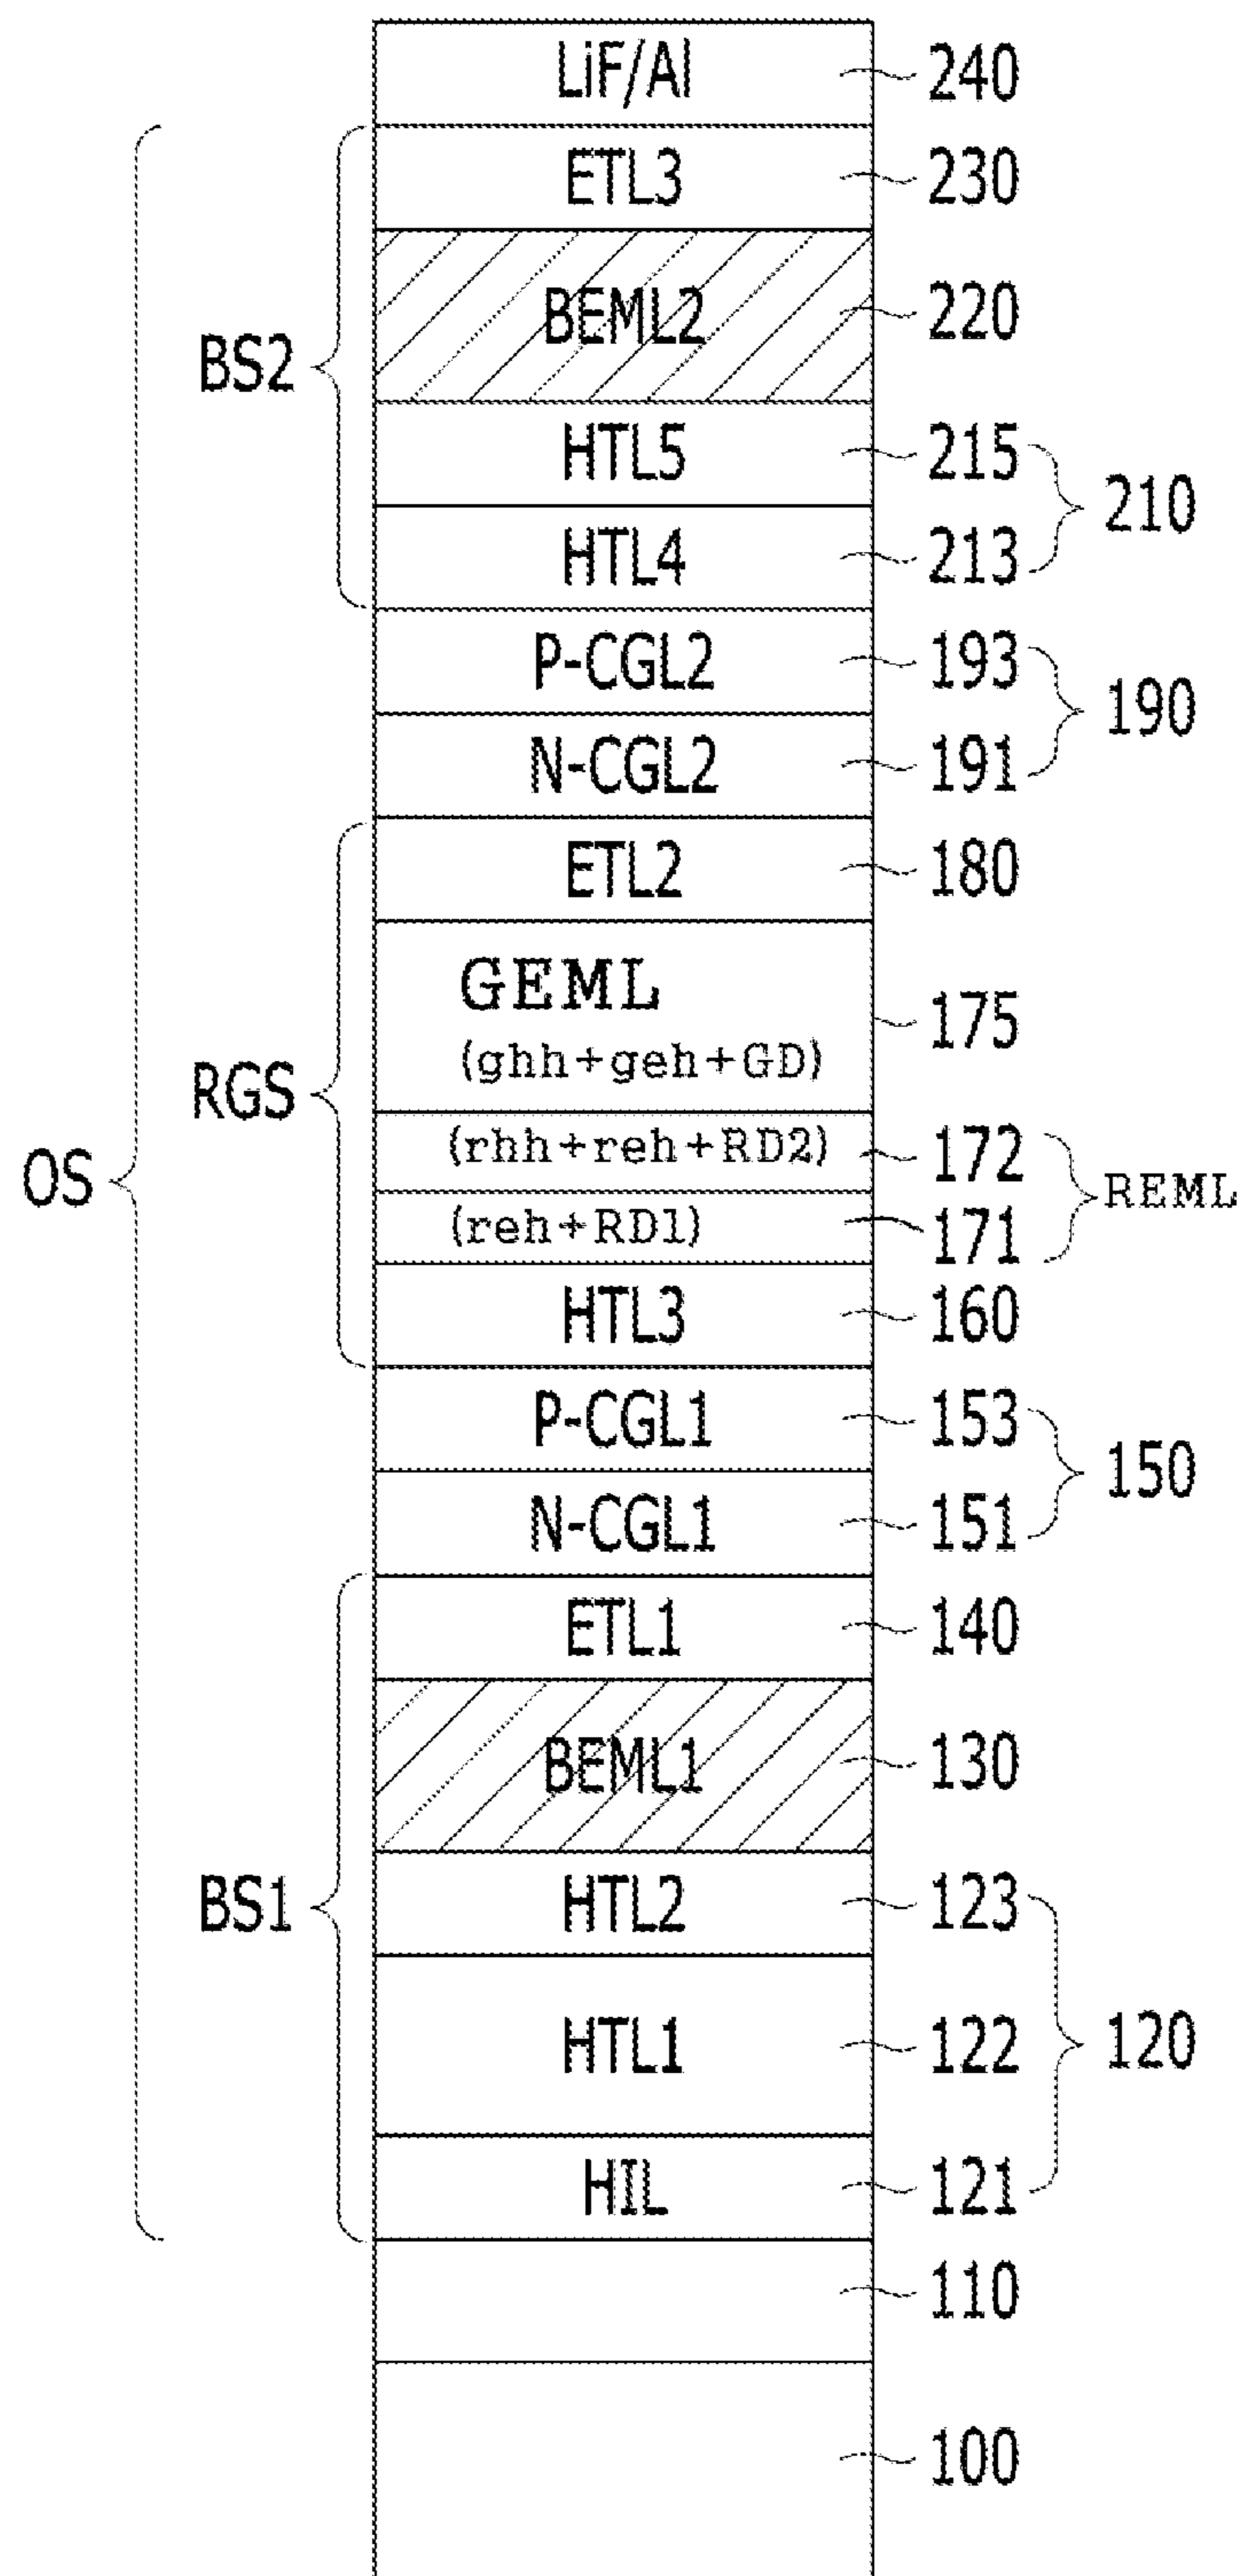 LiF/Al 240
ETL3 230
BEML2 220
BS2
HTL5 215
210
HTL4 213
P-CGL2 193
190
N-CGL2 191
ETL2 180
GEML
(ghh+geh+GD) 175
RGS
(rhh+reh+RD2) 172
OS
REML
(reh+RD1) 171
HTL3 160
P-CGL1 153
150
N-CGL1 151
ETL1 140
BEML1 130
BS1
HTL2 123
HTL1 122
120
HIL 121
110
100